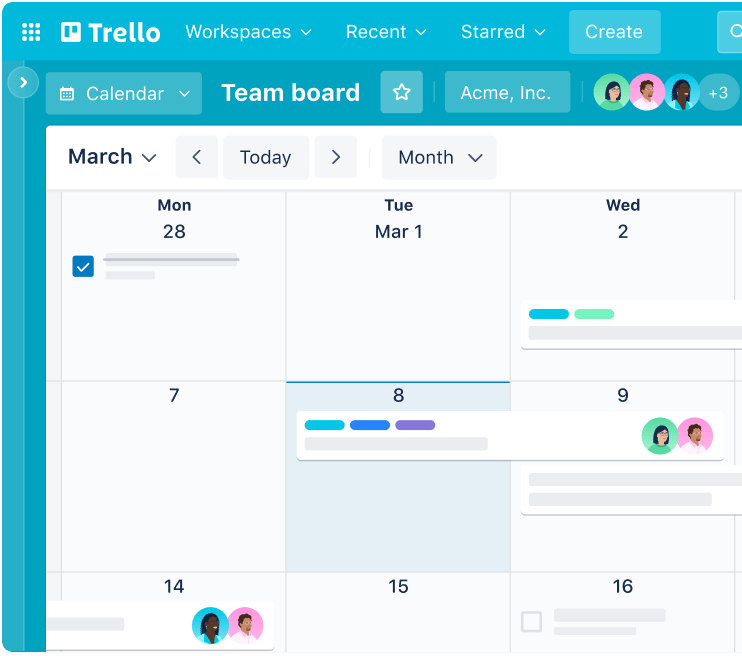 Trello Workspaces Recent Starred Create
Calendar Team board Acme, Inc. +3
March Today Month
Mon Tue Wed
28 Mar 1 2
7 8 9
14 15 16